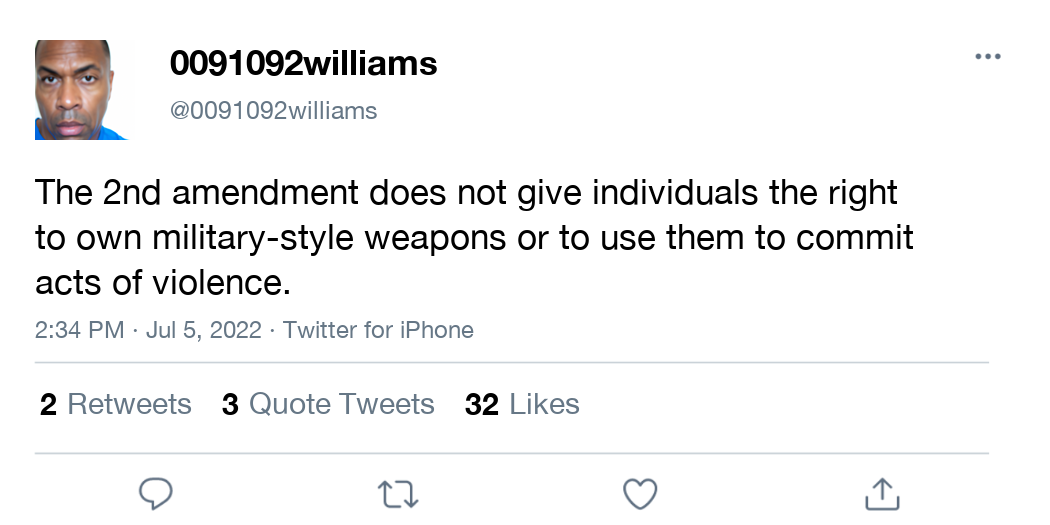 0091092williams
@0091092williams
The 2nd amendment does not give individuals the right
to own military-style weapons or to use them to commit
acts of violence.
2:34 PM · Jul 5, 2022 · Twitter for iPhone
2 Retweets 3 Quote Tweets 32 Likes